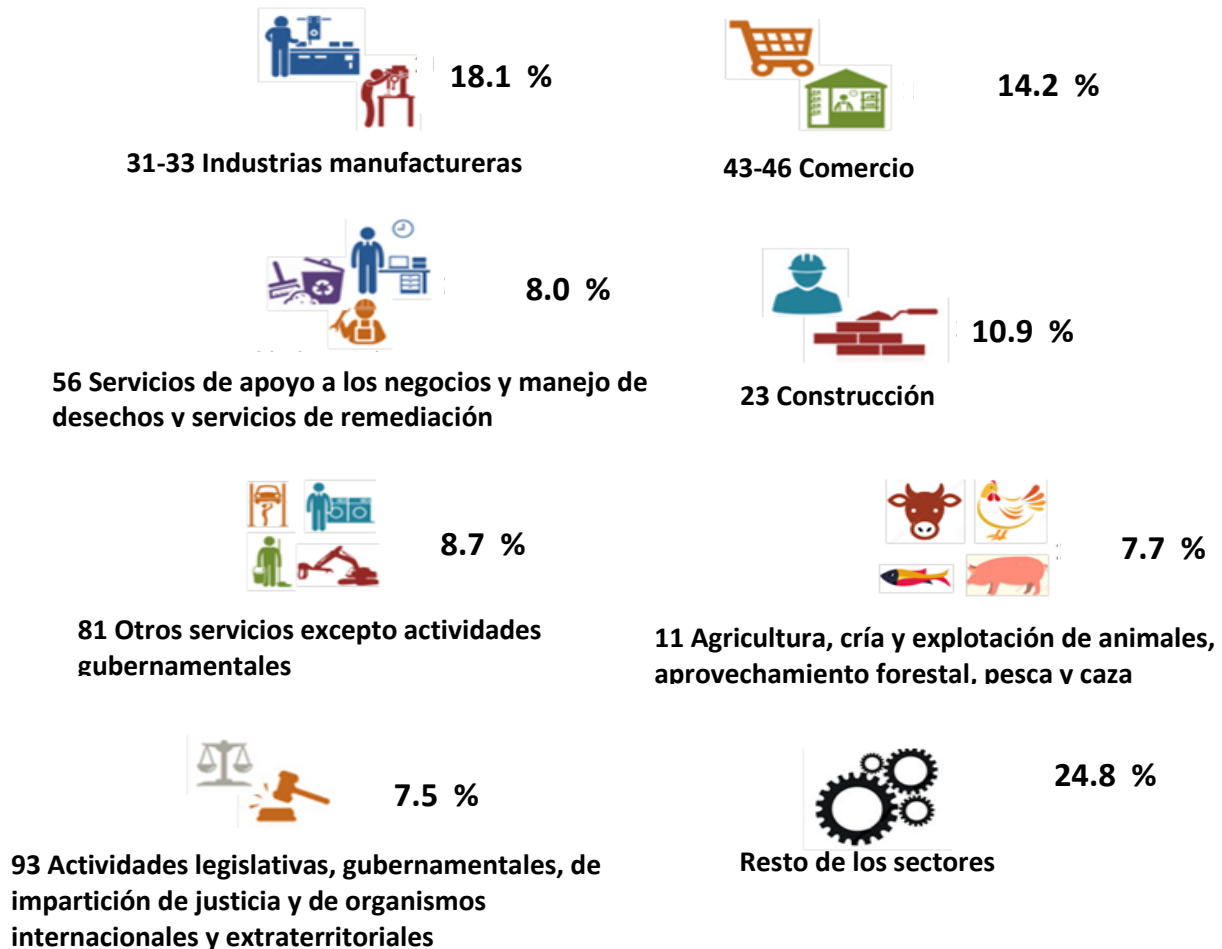 18.1 %
31-33 Industrias manufactureras
14.2 %
43-46 Comercio
8.0 %
56 Servicios de apoyo a los negocios y manejo de
desechos y servicios de remediación
10.9 %
23 Construcción
8.7 %
81 Otros servicios excepto actividades
gubernamentales
7.7 %
11 Agricultura, cría y explotación de animales,
aprovechamiento forestal, pesca y caza
7.5 %
93 Actividades legislativas, gubernamentales, de
impartición de justicia y de organismos
internacionales y extraterritoriales
24.8 %
Resto de los sectores